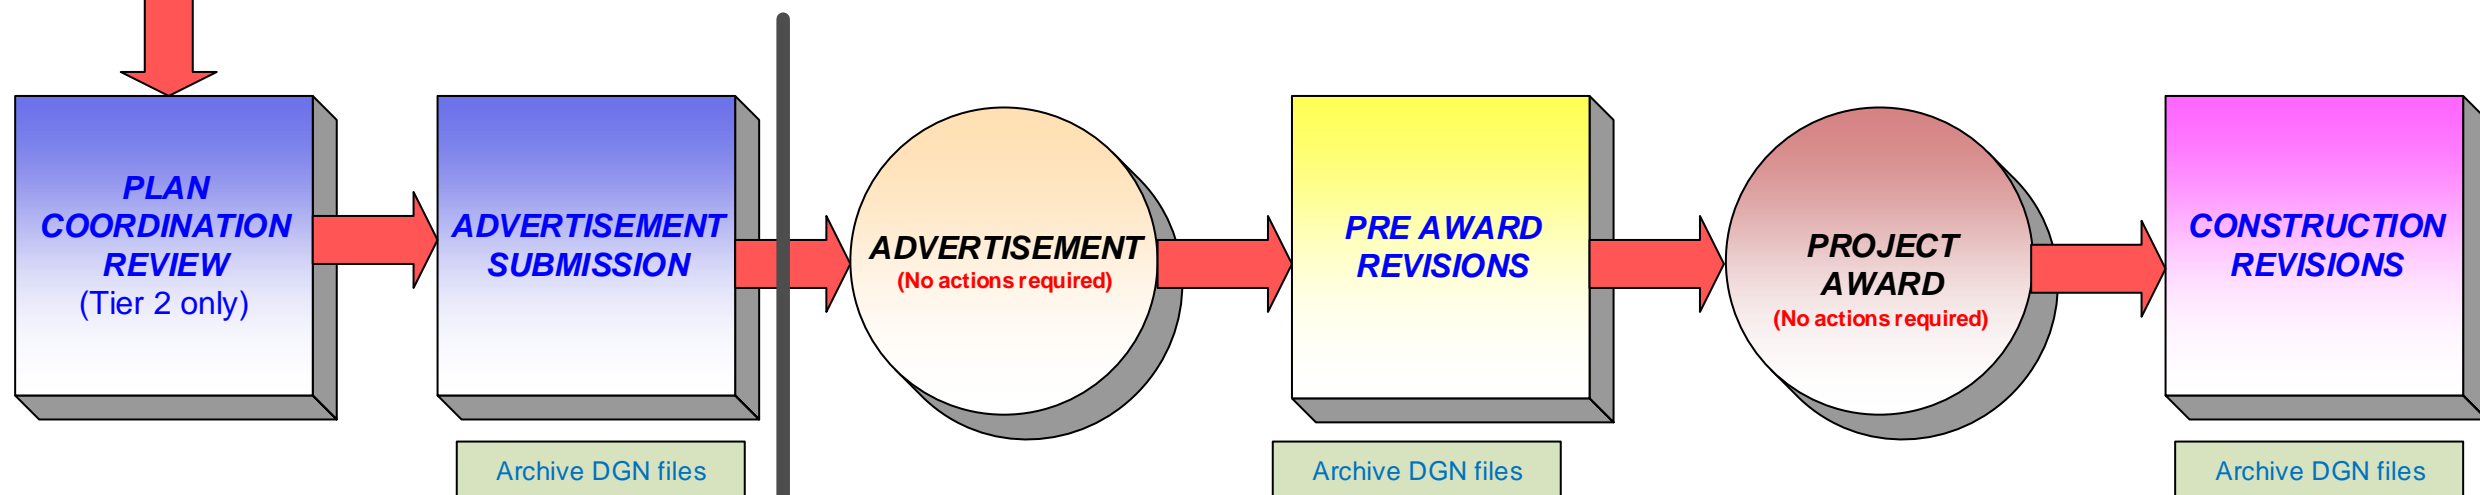 PLAN
COORDINATION
REVIEW
(Tier 2 only)
ADVERTISEMENT
SUBMISSION
ADVERTISEMENT
(No actions required)
PRE AWARD
REVISIONS
PROJECT
AWARD
(No actions required)
CONSTRUCTION
REVISIONS
Archive DGN files
Archive DGN files
Archive DGN files